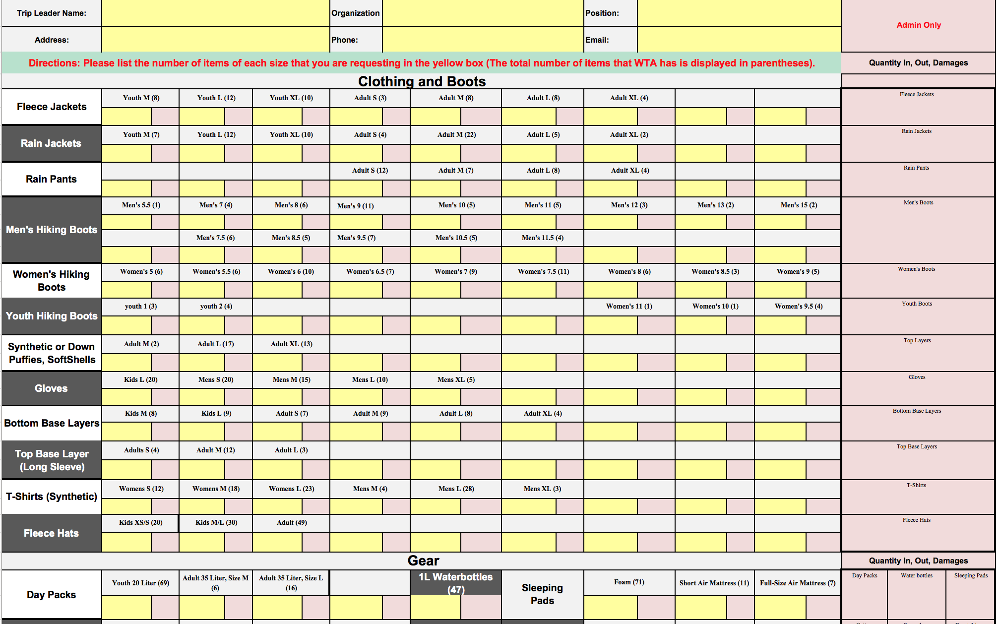 Trip Leader Name:
Organization
Position:
Admin Only
Address:
Phone:
Email:
Directions: Please list the number of items of each size that you are requesting in the yellow box (The total number of items that WTA has is displayed in parentheses).
Quantity In, Out, Damages
Clothing and Boots
Fleece Jackets
Youth M (8)
Youth L (12)
Youth XL (10)
Adult S (3)
Adult M (8)
Adult L (8)
Adult XL (4)
Fleece Jackets
Rain Jackets
Youth M (7)
Youth L (12)
Youth XL (10)
Adult S (4)
Adult M (22)
Adult L (5)
Adult XL (2)
Rain Jackets
Rain Pants
Adult S (12)
Adult M (7)
Adult L (8)
Adult XL (4)
Rain Pants
Men's Hiking Boots
Men's 5.5 (1)
Men's 7 (4)
Men's 8 (6)
Men's 9 (11)
Men's 10 (5)
Men's 11 (5)
Men's 12 (3)
Men's 13 (2)
Men's 15 (2)
Men's Boots
Men's 7.5 (6)
Men's 8.5 (5)
Men's 9.5 (7)
Men's 10.5 (5)
Men's 11.5 (4)
Women's Hiking
Boots
Women's 5 (6)
Women's 5.5 (6)
Women's 6 (10)
Women's 6.5 (7)
Women's 7 (9)
Women's 7.5 (11)
Women's 8 (6)
Women's 8.5 (3)
Women's 9 (5)
Women's Boots
Youth Hiking Boots
youth 1 (3)
youth 2 (4)
Women's 11 (1)
Women's 10 (1)
Women's 9.5 (4)
Youth Boots
Synthetic or Down
Puffies, SoftShells
Adult M (2)
Adult L (17)
Adult XL (13)
Top Layers
Gloves
Kids L (20)
Mens S (20)
Mens M (15)
Mens L (10)
Mens XL (5)
Gloves
Bottom Base Layers
Kids M (8)
Kids L (9)
Adult S (7)
Adult M (9)
Adult L (8)
Adult XL (4)
Bottom Base Layers
Top Base Layer
(Long Sleeve)
Adults S (4)
Adult M (12)
Adult L (3)
Top Base Layers
T-Shirts (Synthetic)
Womens S (12)
Womens M (18)
Womens L (23)
Mens M (4)
Mens L (28)
Mens XL (3)
T-Shirts
Fleece Hats
Kids XS/S (20)
Kids M/L (30)
Adult (49)
Fleece Hats
Gear
Quantity In, Out, Damages
Day Packs
Youth 20 Liter (69)
Adult 35 Liter, Size M
(6)
Adult 35 Liter, Size L
(16)
1L Waterbottles
(47)
Sleeping
Pads
Foam (71)
Short Air Mattress (11)
Full-Size Air Mattress (7)
Day Packs
Water bottles
Sleeping Pads